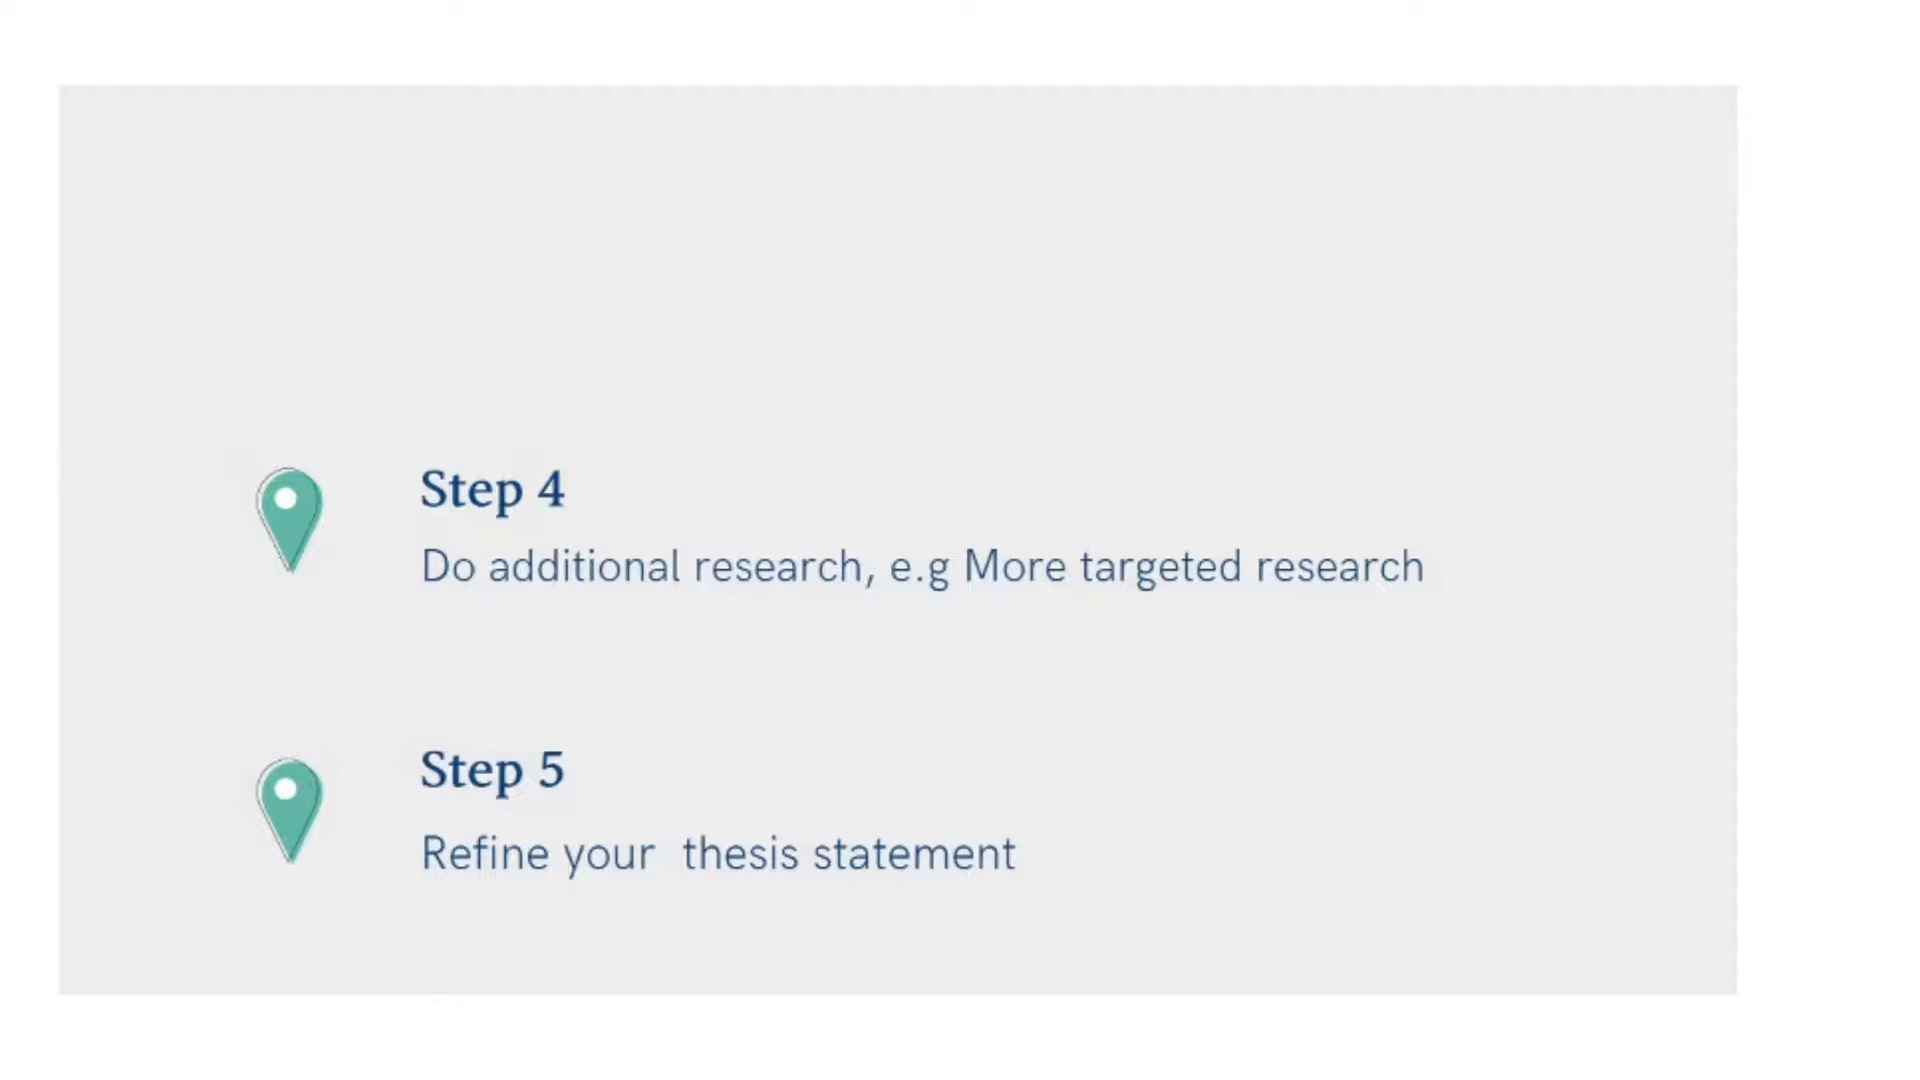 Step 4
Do additional research, e.g More targeted research
Step 5
Refine your  thesis statement